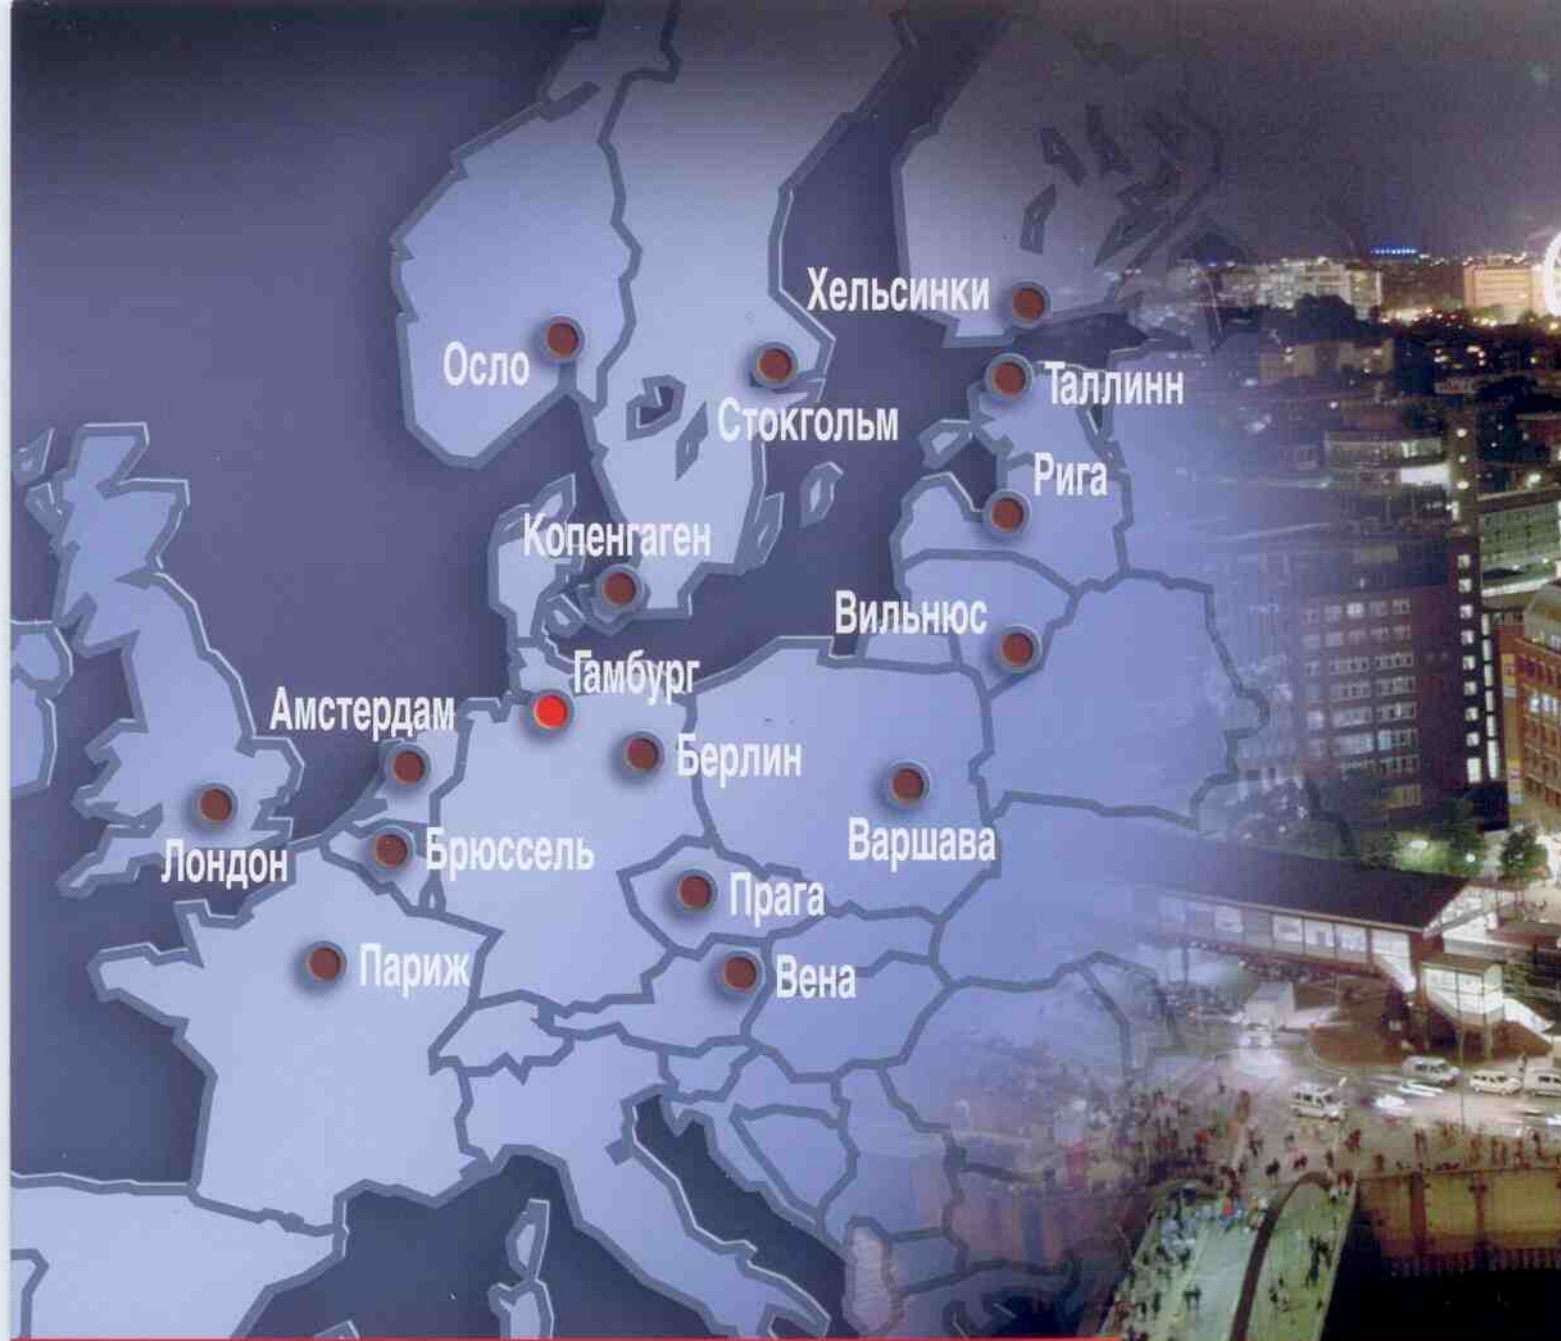 Хельсинки
Осло
Таллинн
Стокгольм
Рига
Копенгаген
Вильнюс
Гамбург
Амстердам
Берлин
Варшава
Брюссель
Лондон
Прага
Париж
Вена